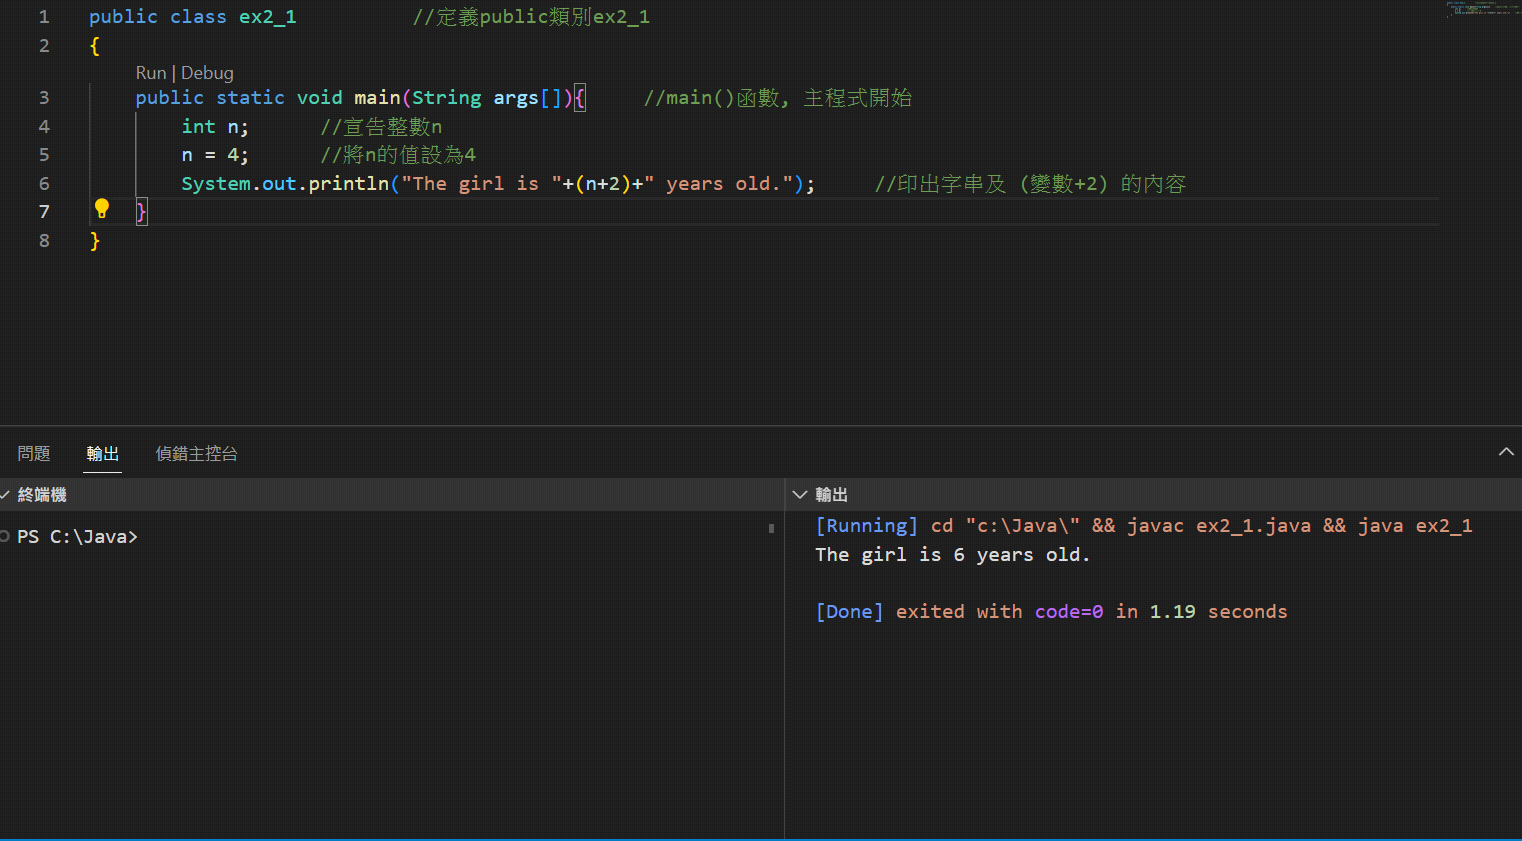 1 public class ex2_1 //定義public類別ex2_1
2 {
Run | Debug
3 public static void main(String args[]){ //main()函數, 主程式開始
4 int n; //宣告整數n
5 n = 4; //將n的值設為4
6 System.out.println("The girl is "+(n+2)+" years old."); //印出字串及 (變數+2) 的內容
7 }
8 }
問題 輸出 偵錯主控台
終端機
PS C:\Java>
輸出
[Running] cd "c:\Java\" && javac ex2_1.java && java ex2_1
The girl is 6 years old.
[Done] exited with code=0 in 1.19 seconds